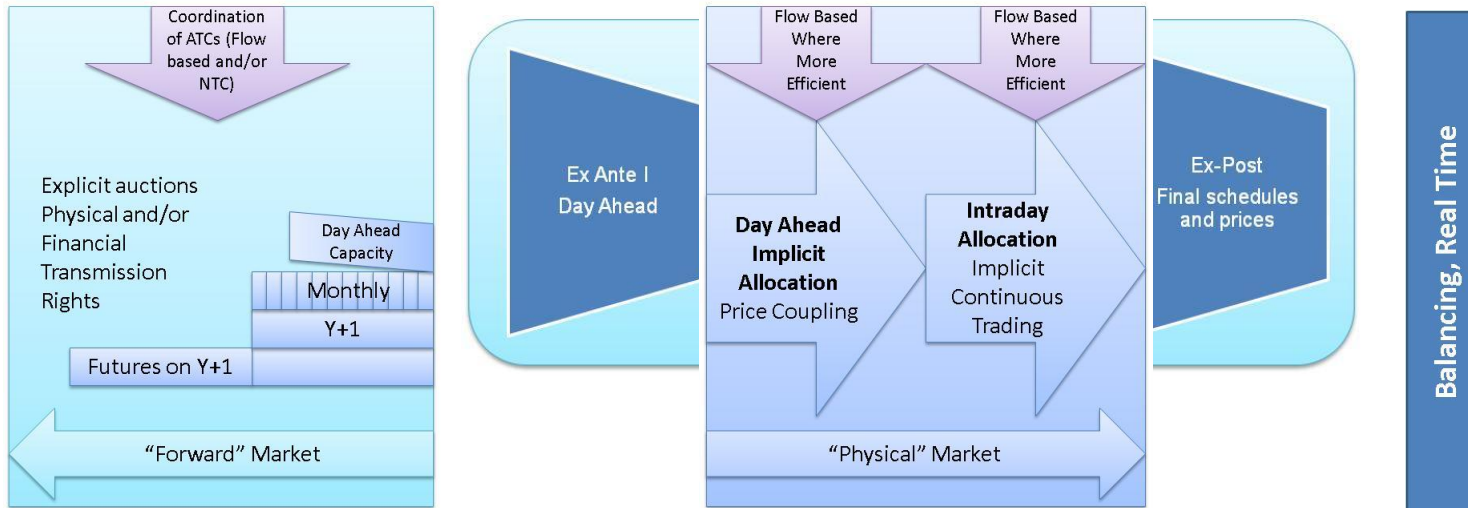 Coordination
of ATCs (Flow
based and/or
NTC)
Explicit auctions
Physical and/or
Financial
Transmission
Rights
Day Ahead
Capacity
Monthly
Y+1
Futures on Y+1
“Forward” Market
Ex Ante I
Day Ahead
Flow Based
Where
More
Efficient
Day Ahead
Implicit
Allocation
Price Coupling
Flow Based
Where
More
Efficient
Intraday
Allocation
Implicit
Continuous
Trading
“Physical” Market
Ex-Post
Final schedules
and prices
Balancing, Real Time